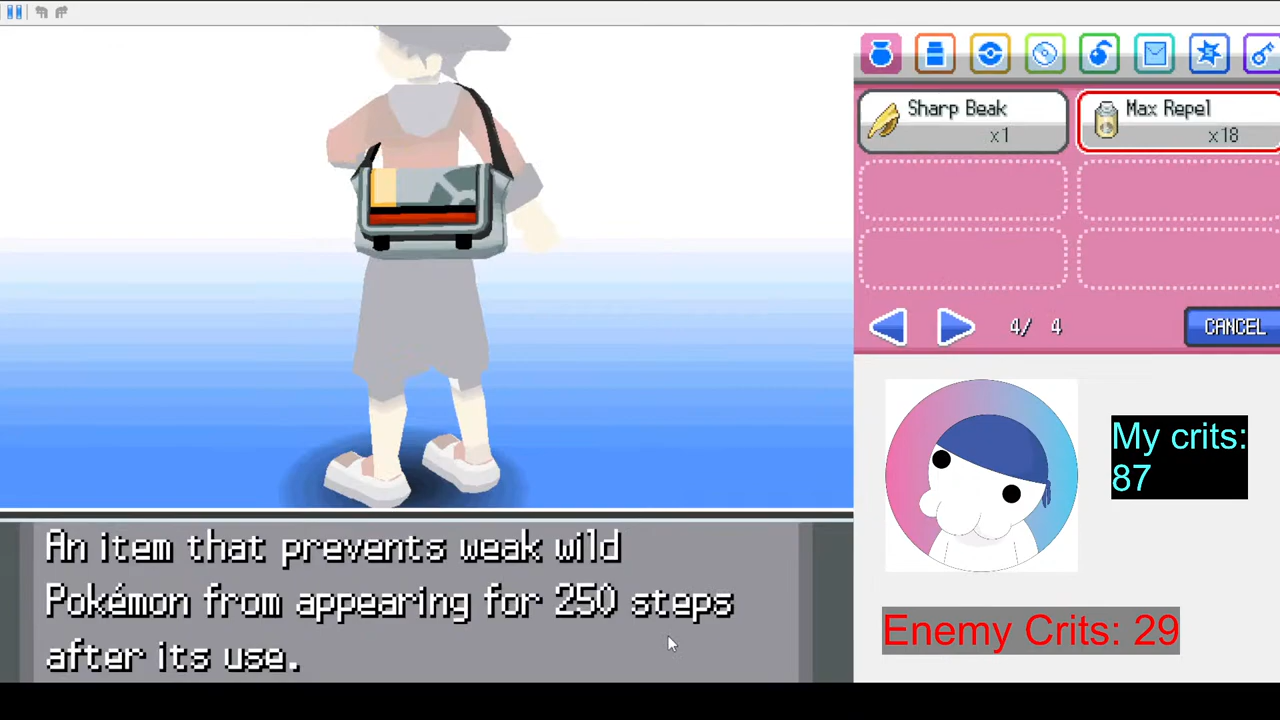 Sharp Beak
x1
Max Repel
x18
4/ 4
CANCEL
My crits:
87
An item that prevents weak wild
Pokémon from appearing for 250 steps
after its use.
Enemy Crits: 29